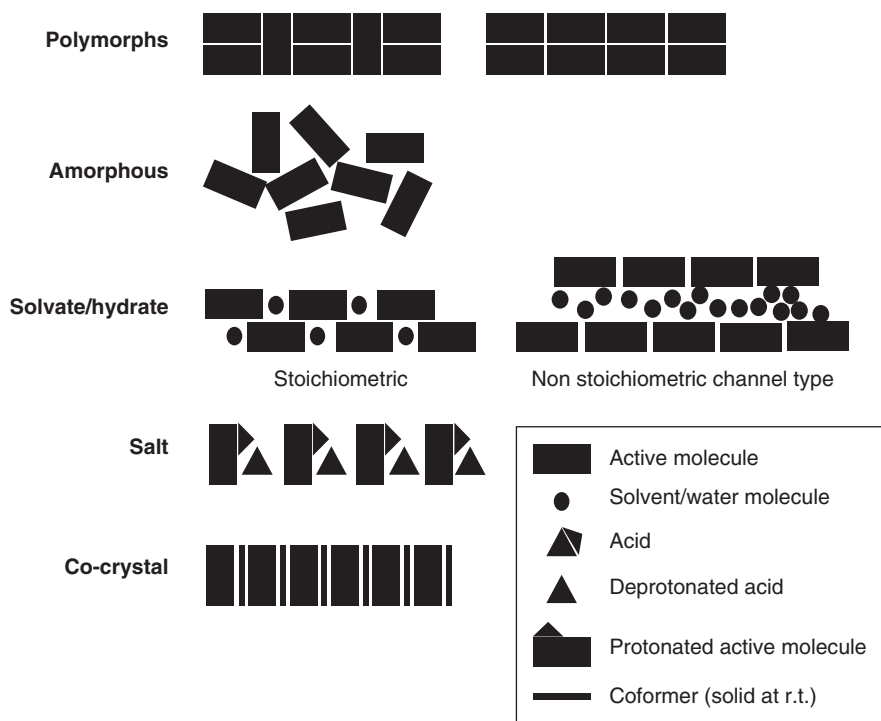 Polymorphs
Amorphous
Solvate/hydrate
Stoichiometric
Non stoichiometric channel type
Salt
Co-crystal
Active molecule
Solvent/water molecule
Acid
Deprotonated acid
Protonated active molecule
Coformer (solid at r.t.)